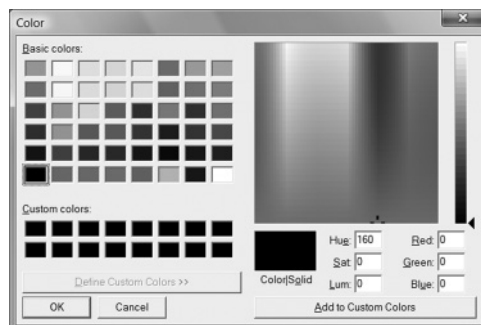 Color
Basic colors:
Custom colors:
Define Custom Colors >>
OK Cancel
Color|Solid
Hue: 160 Red: 0
Sat: 0 Green: 0
Lum: 0 Blue: 0
Add to Custom Colors